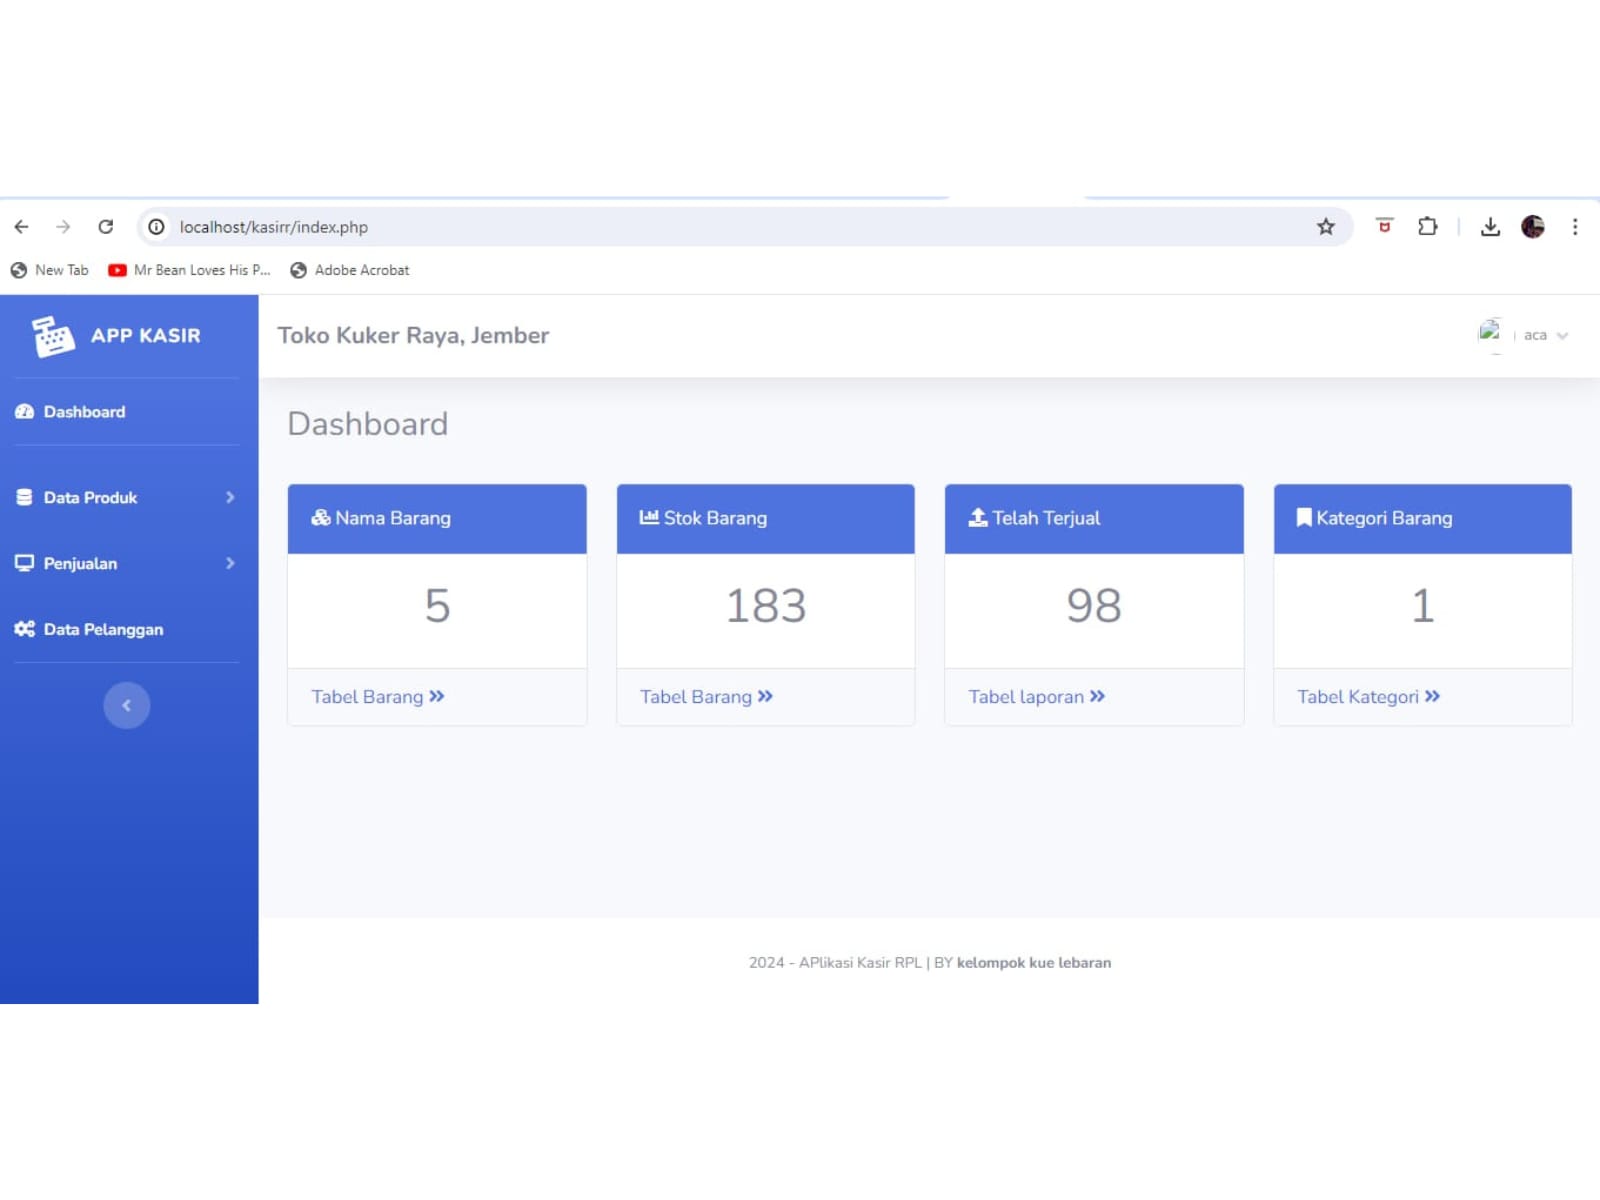 localhost/kasirr/index.php
New Tab
Mr Bean Loves His P...
Adobe Acrobat
APP KASIR
Toko Kuker Raya, Jember
aca
Dashboard
Data Produk
Penjualan
Data Pelanggan
Dashboard
Nama Barang
5
Tabel Barang
Stok Barang
183
Tabel Barang
Telah Terjual
98
Tabel laporan
Kategori Barang
1
Tabel Kategori
2024 - APlikasi Kasir RPL | BY kelompok kue lebaran